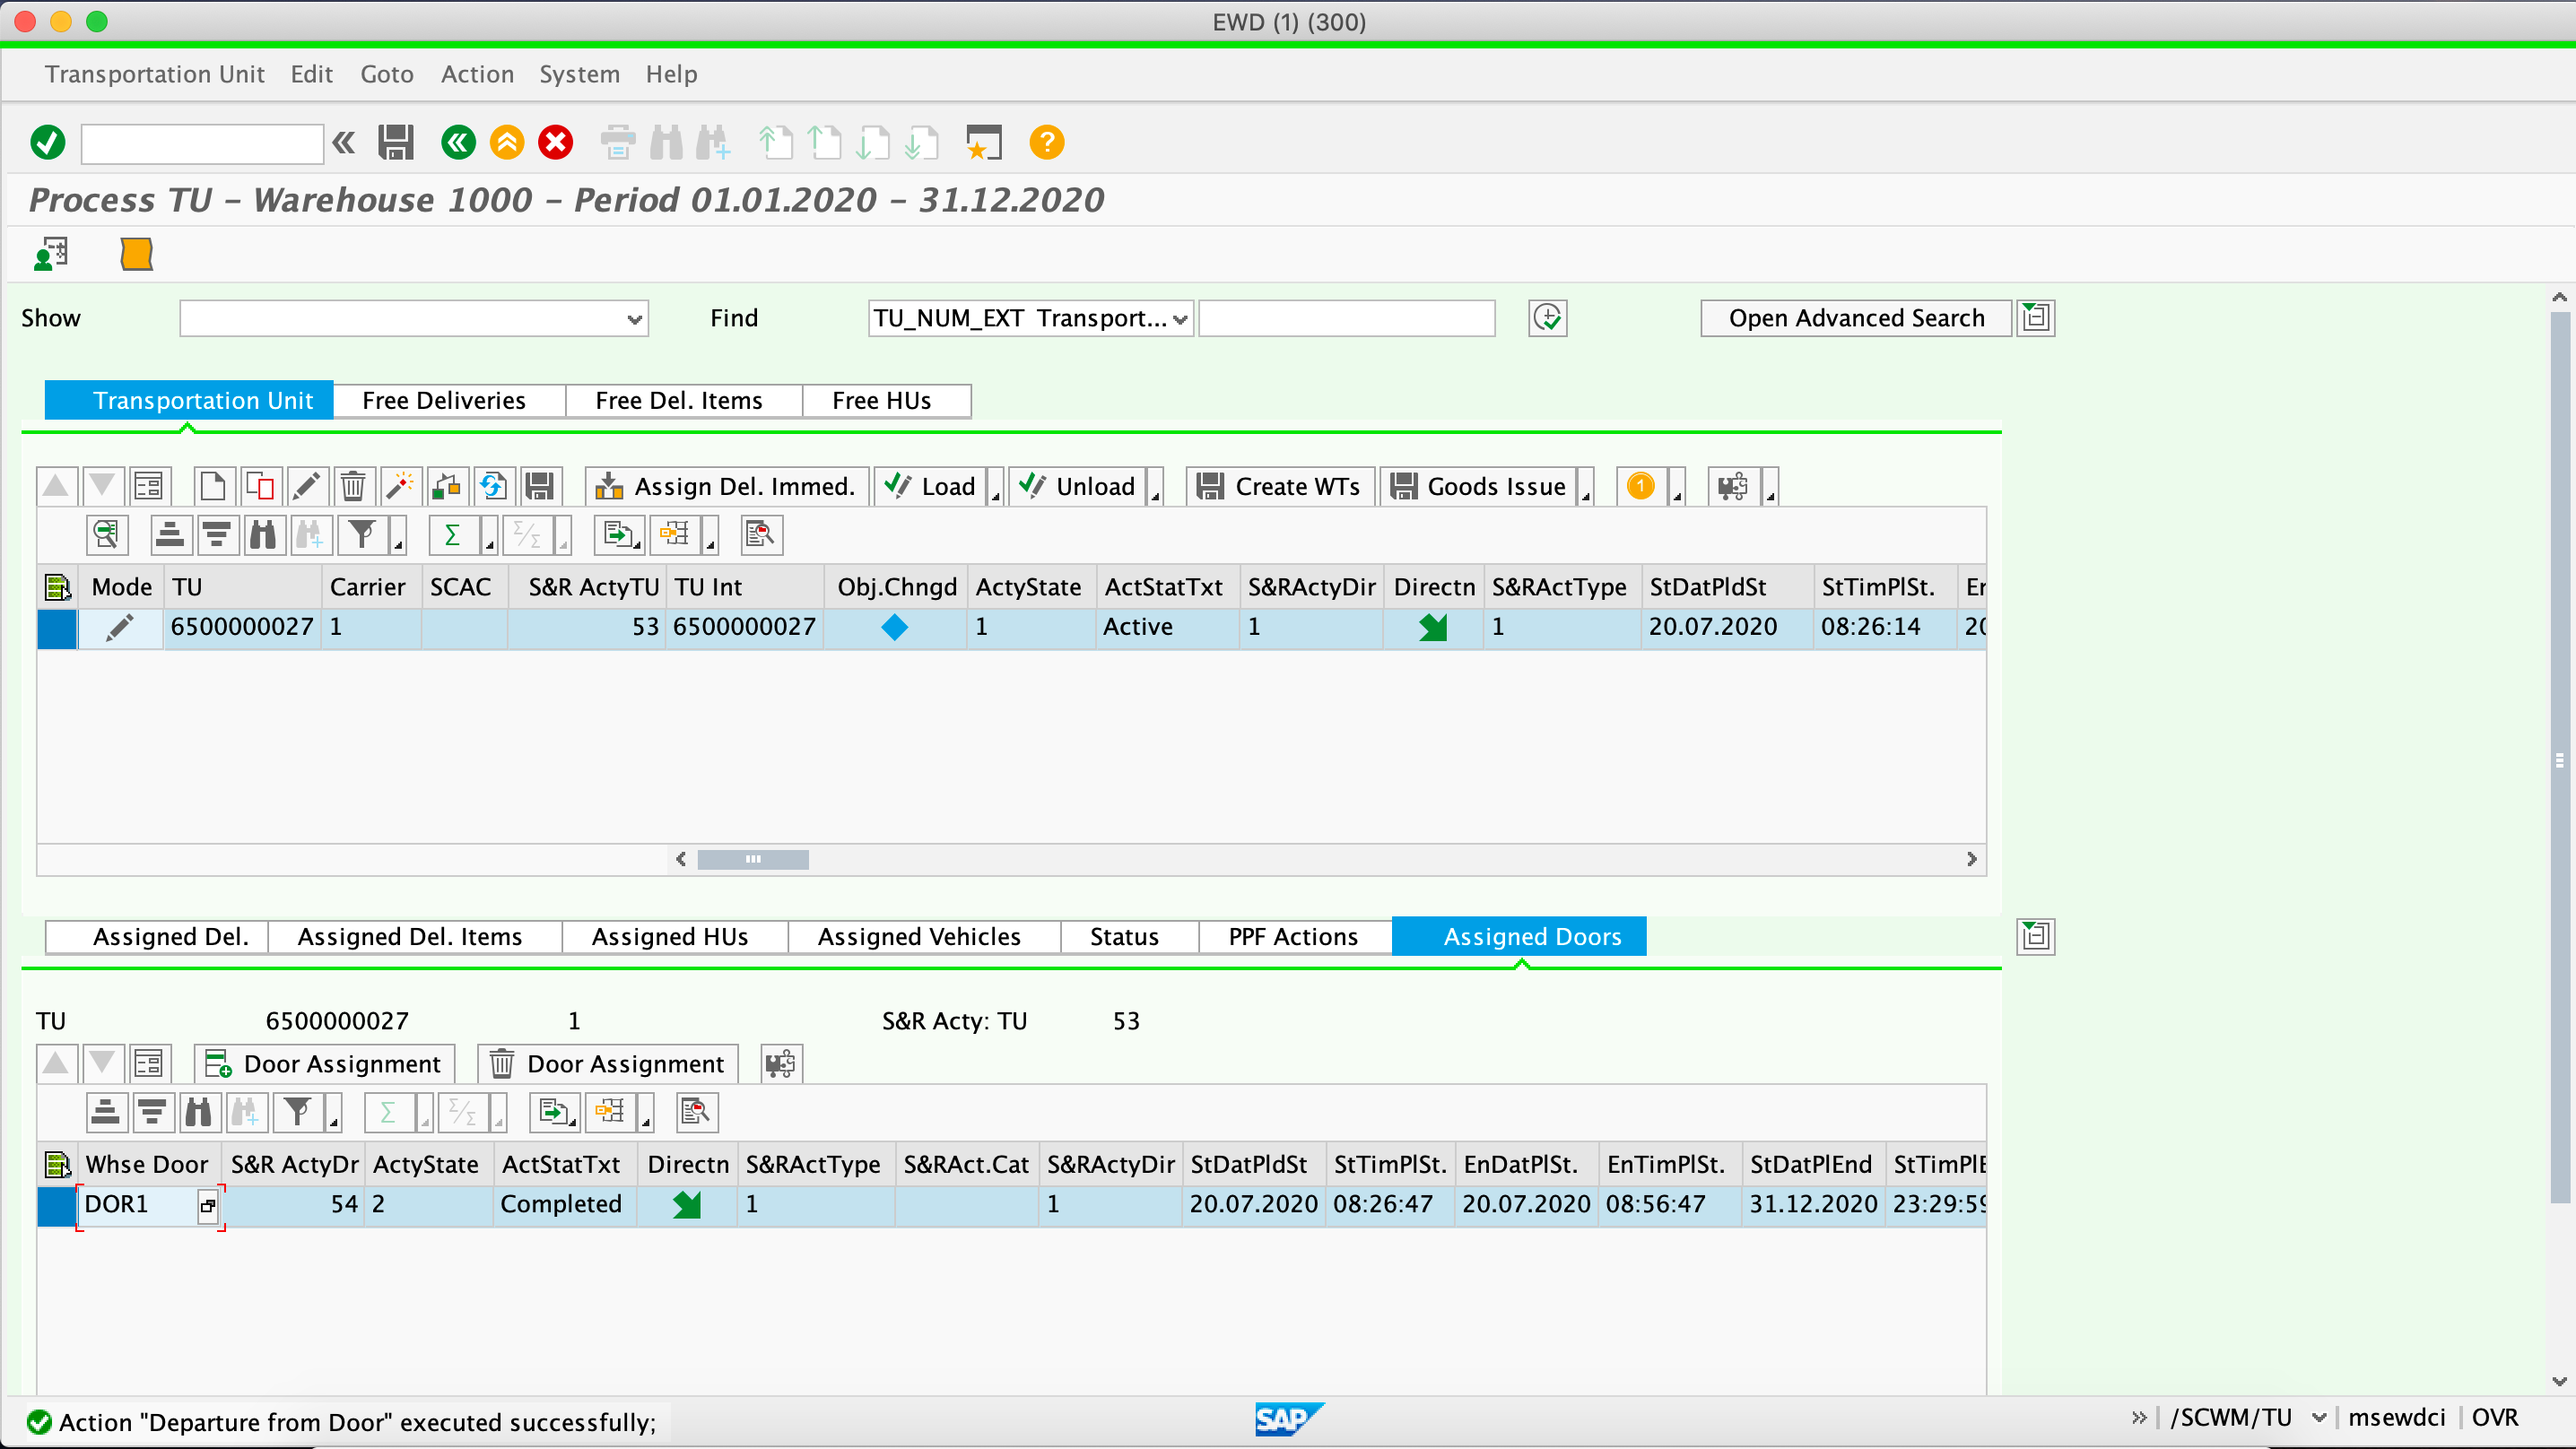 EWD (1) (300)
Transportation Unit Edit Goto Action System Help
Process TU - Warehouse 1000 - Period 01.01.2020 - 31.12.2020
Show Find TU_NUM_EXT Transport... Open Advanced Search
Transportation Unit Free Deliveries Free Del. Items Free HUs
Assign Del. Immed. Load Unload Create WTs Goods Issue 1
Mode TU Carrier SCAC S&R ActyTU TU Int Obj.Chngd ActyState ActStatTxt S&RActyDir Directn S&RActType StDatPldSt StTimPlSt.
6500000027 1 53 6500000027 1 Active 1 1 20.07.2020 08:26:14
Assigned Del. Assigned Del. Items Assigned HUs Assigned Vehicles Status PPF Actions Assigned Doors
TU 6500000027 1 S&R Acty: TU 53
Door Assignment Door Assignment
Whse Door S&R ActyDr ActyState ActStatTxt Directn S&RActType S&RAct.Cat S&RActyDir StDatPldSt StTimPlSt. EnDatPlSt. EnTimPlSt. StDatPlEnd StTimPlE
DOR1 54 2 Completed 1 1 20.07.2020 08:26:47 20.07.2020 08:56:47 31.12.2020 23:29:59
Action "Departure from Door" executed successfully; SAP /SCWM/TU msewdci OVR